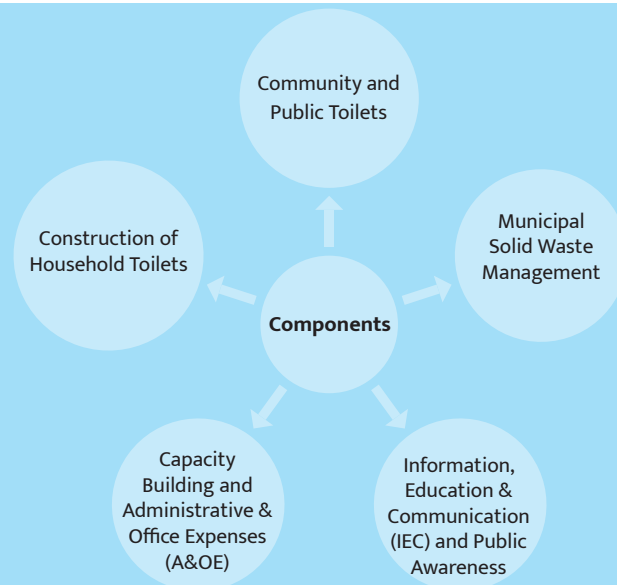 Community and
Public Toilets
Construction of
Household Toilets
Municipal
Solid Waste
Management
Components
Capacity
Building and
Administrative &
Office Expenses
(A&OE)
Information,
Education &
Communication
(IEC) and Public
Awareness